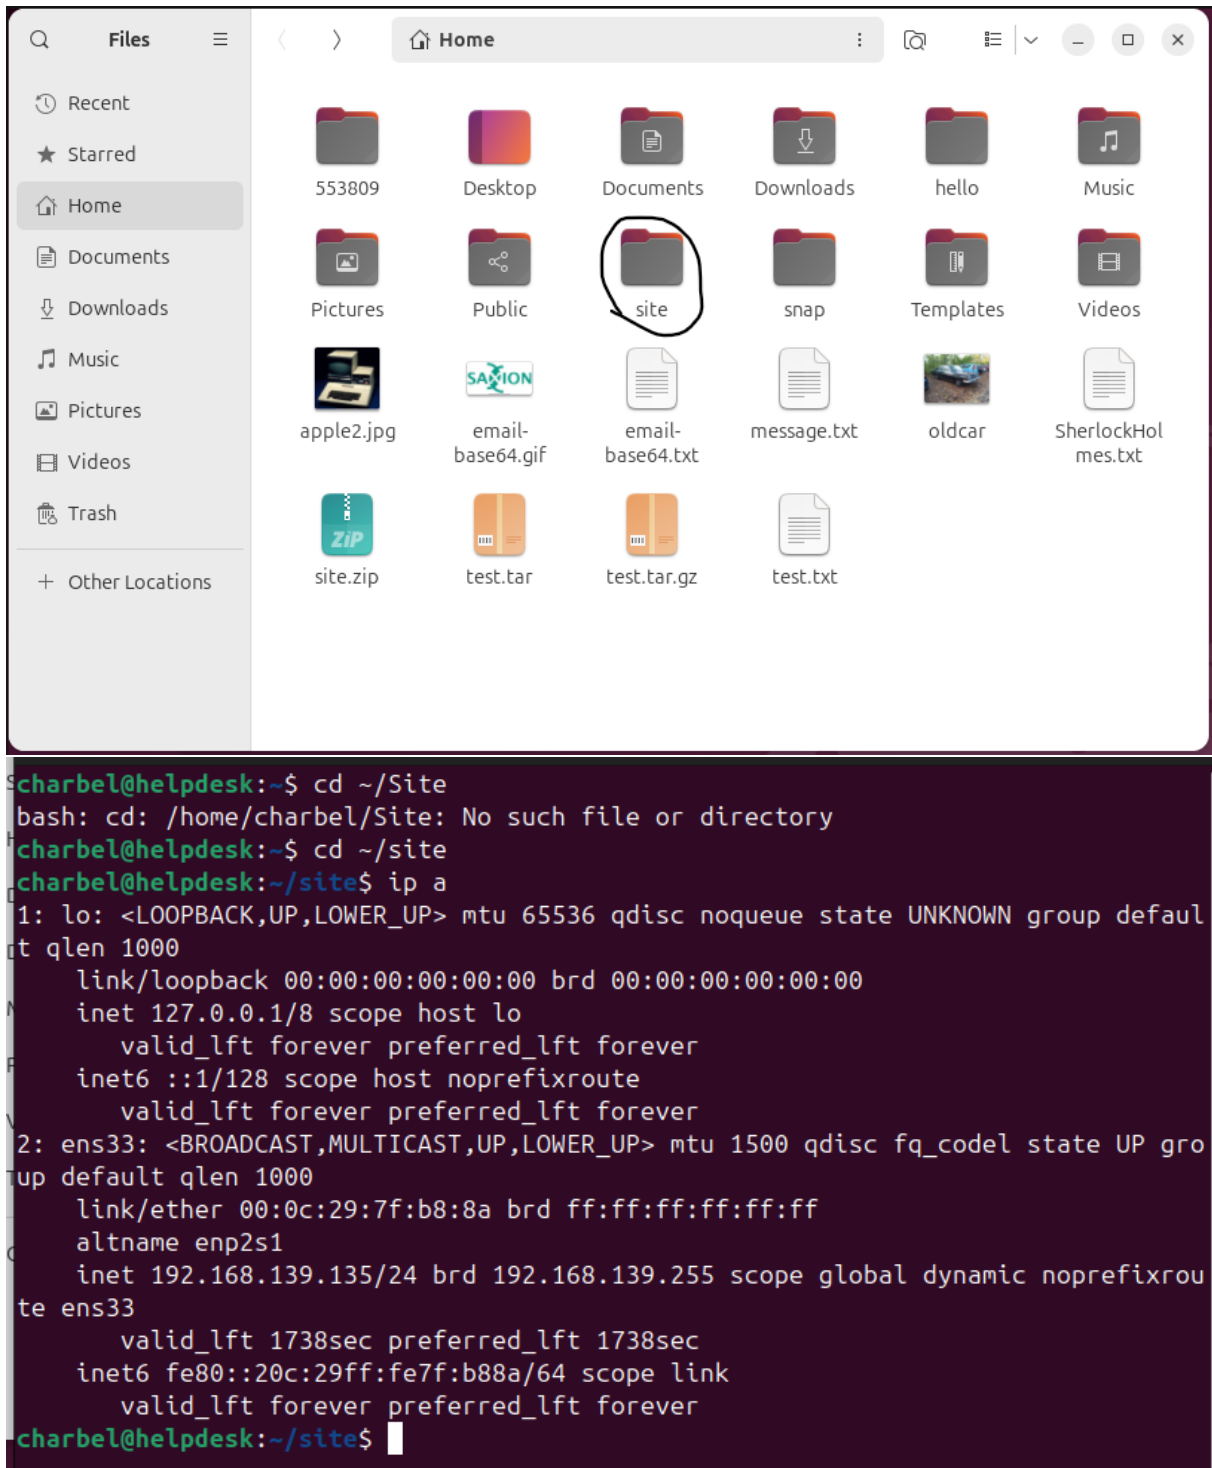 Files
Home
Recent
Starred
Home
Documents
Downloads
Music
Pictures
Videos
Trash
+ Other Locations
553809
Desktop
Documents
Downloads
hello
Music
Pictures
Public
site
snap
Templates
Videos
SAXION
apple2.jpg
email-
base64.gif
email-
base64.txt
message.txt
oldcar
SherlockHol
mes.txt
ZiP
site.zip
test.tar
test.tar.gz
test.txt
charbel@helpdesk:~$ cd ~/Site
bash: cd: /home/charbel/Site: No such file or directory
charbel@helpdesk:~$ cd ~/site
charbel@helpdesk:~/site$ ip a
1: lo: <LOOPBACK,UP,LOWER_UP> mtu 65536 qdisc noqueue state UNKNOWN group defaul
t qlen 1000
    link/loopback 00:00:00:00:00:00 brd 00:00:00:00:00:00
    inet 127.0.0.1/8 scope host lo
       valid_lft forever preferred_lft forever
    inet6 ::1/128 scope host noprefixroute
       valid_lft forever preferred_lft forever
2: ens33: <BROADCAST,MULTICAST,UP,LOWER_UP> mtu 1500 qdisc fq_codel state UP gro
up default qlen 1000
    link/ether 00:0c:29:7f:b8:8a brd ff:ff:ff:ff:ff:ff
    altname enp2s1
    inet 192.168.139.135/24 brd 192.168.139.255 scope global dynamic noprefixrou
te ens33
       valid_lft 1738sec preferred_lft 1738sec
    inet6 fe80::20c:29ff:fe7f:b88a/64 scope link
       valid_lft forever preferred_lft forever
charbel@helpdesk:~/site$